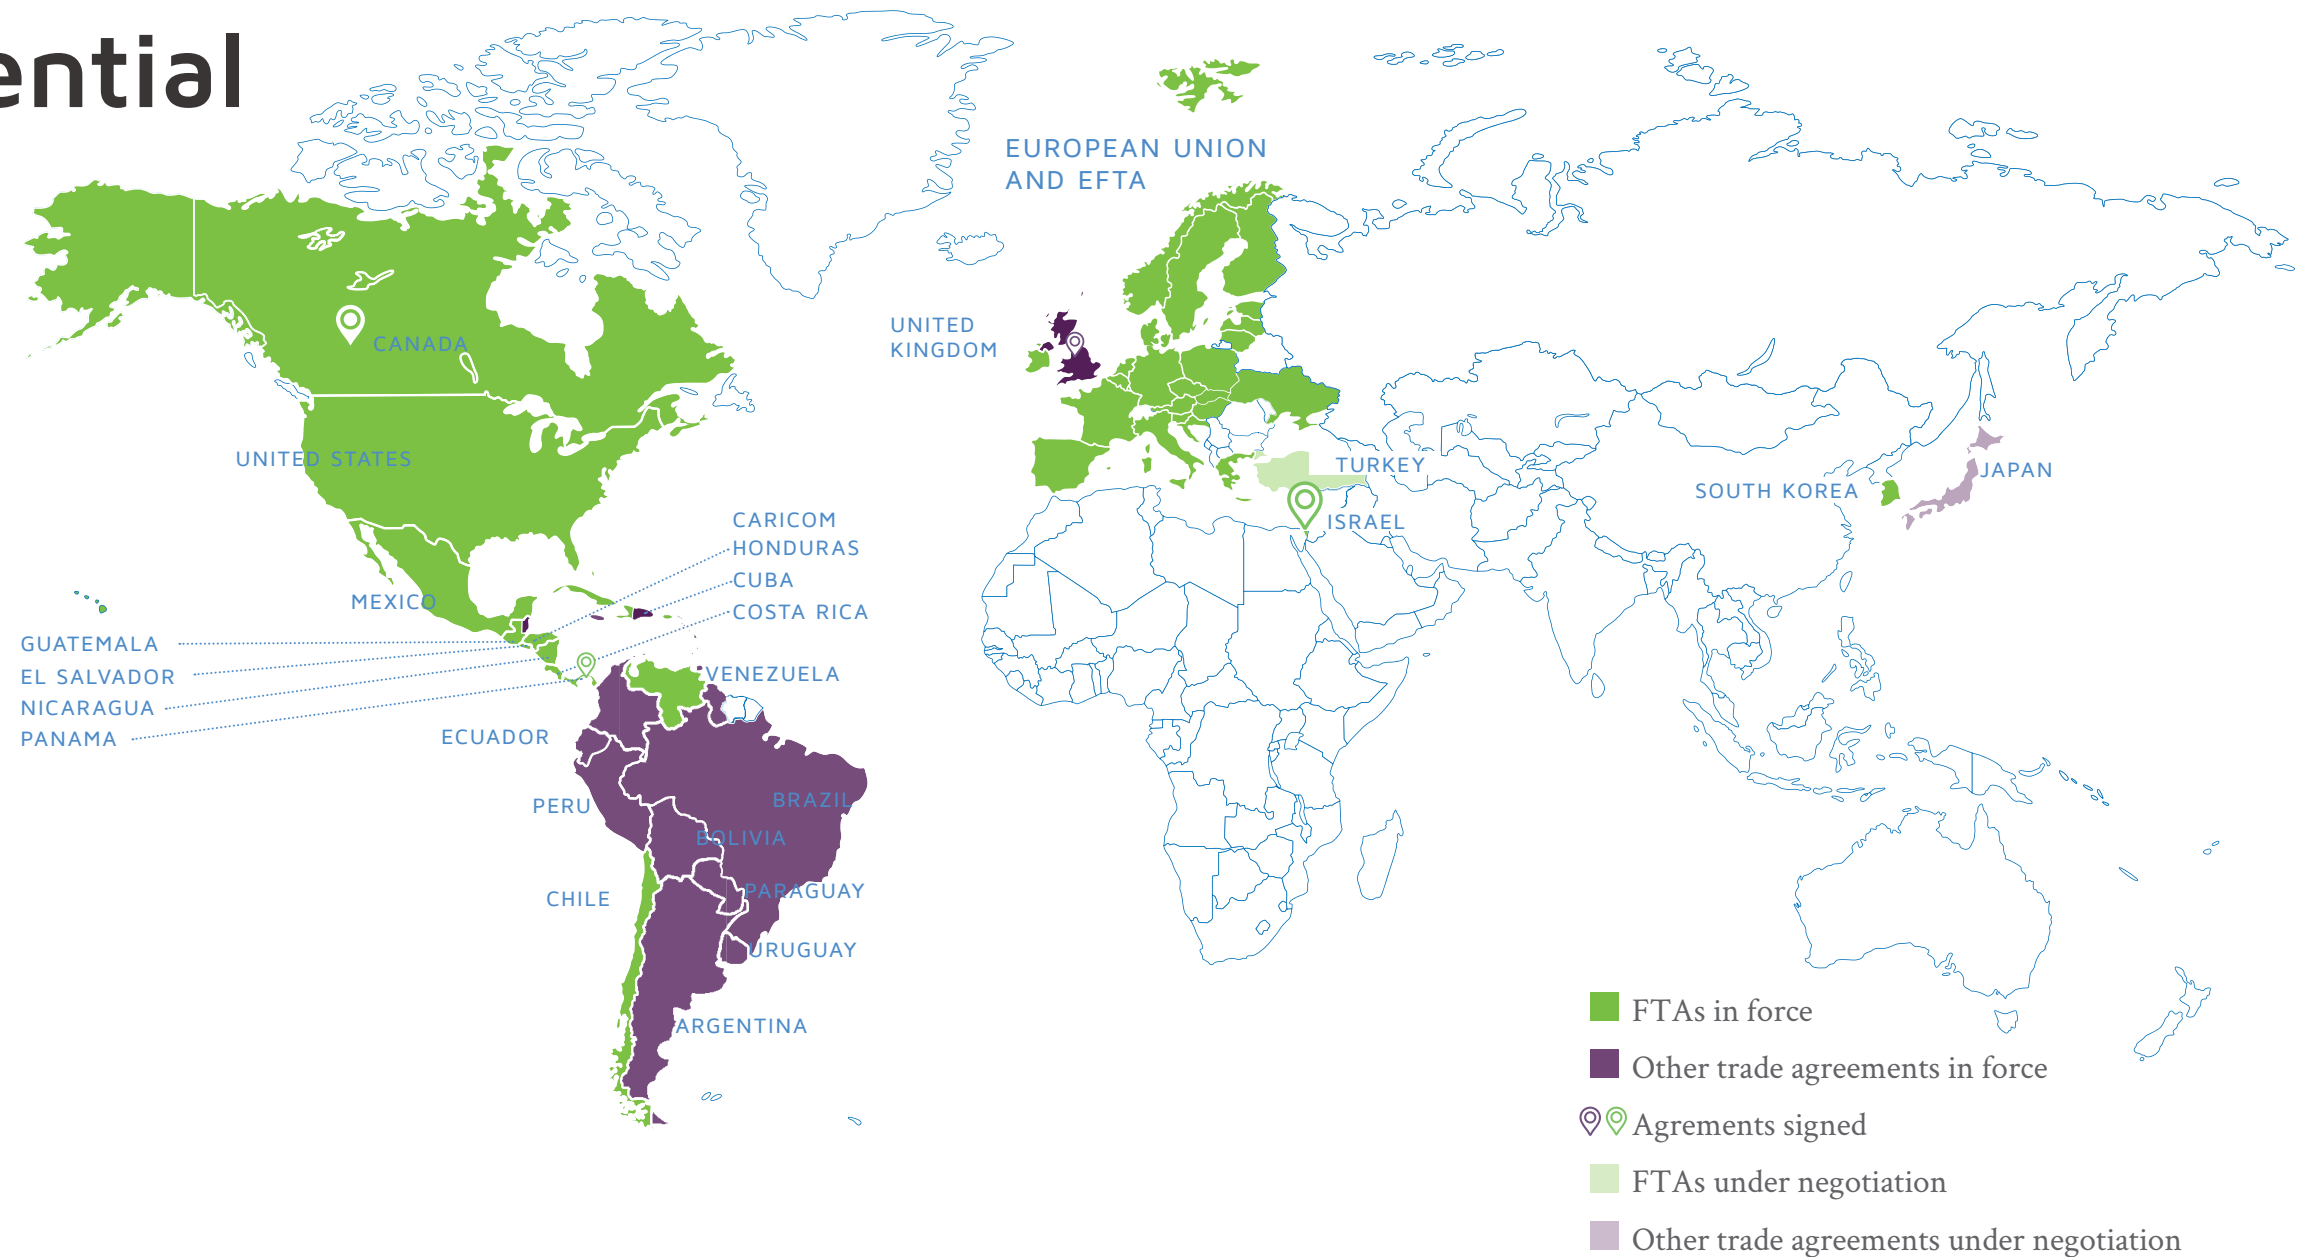 ential
EUROPEAN UNION
AND EFTA
UNITED
KINGDOM
CANADA
UNITED STATES
TURKEY
JAPAN
SOUTH KOREA
ISRAEL
CARICOM
HONDURAS
CUBA
COSTA RICA
MEXICO
GUATEMALA
EL SALVADOR
NICARAGUA
PANAMA
VENEZUELA
ECUADOR
PERU
BRAZIL
BOLIVIA
CHILE
PARAGUAY
URUGUAY
ARGENTINA
FTAs in force
Other trade agreements in force
Agrements signed
FTAs under negotiation
Other trade agreements under negotiation